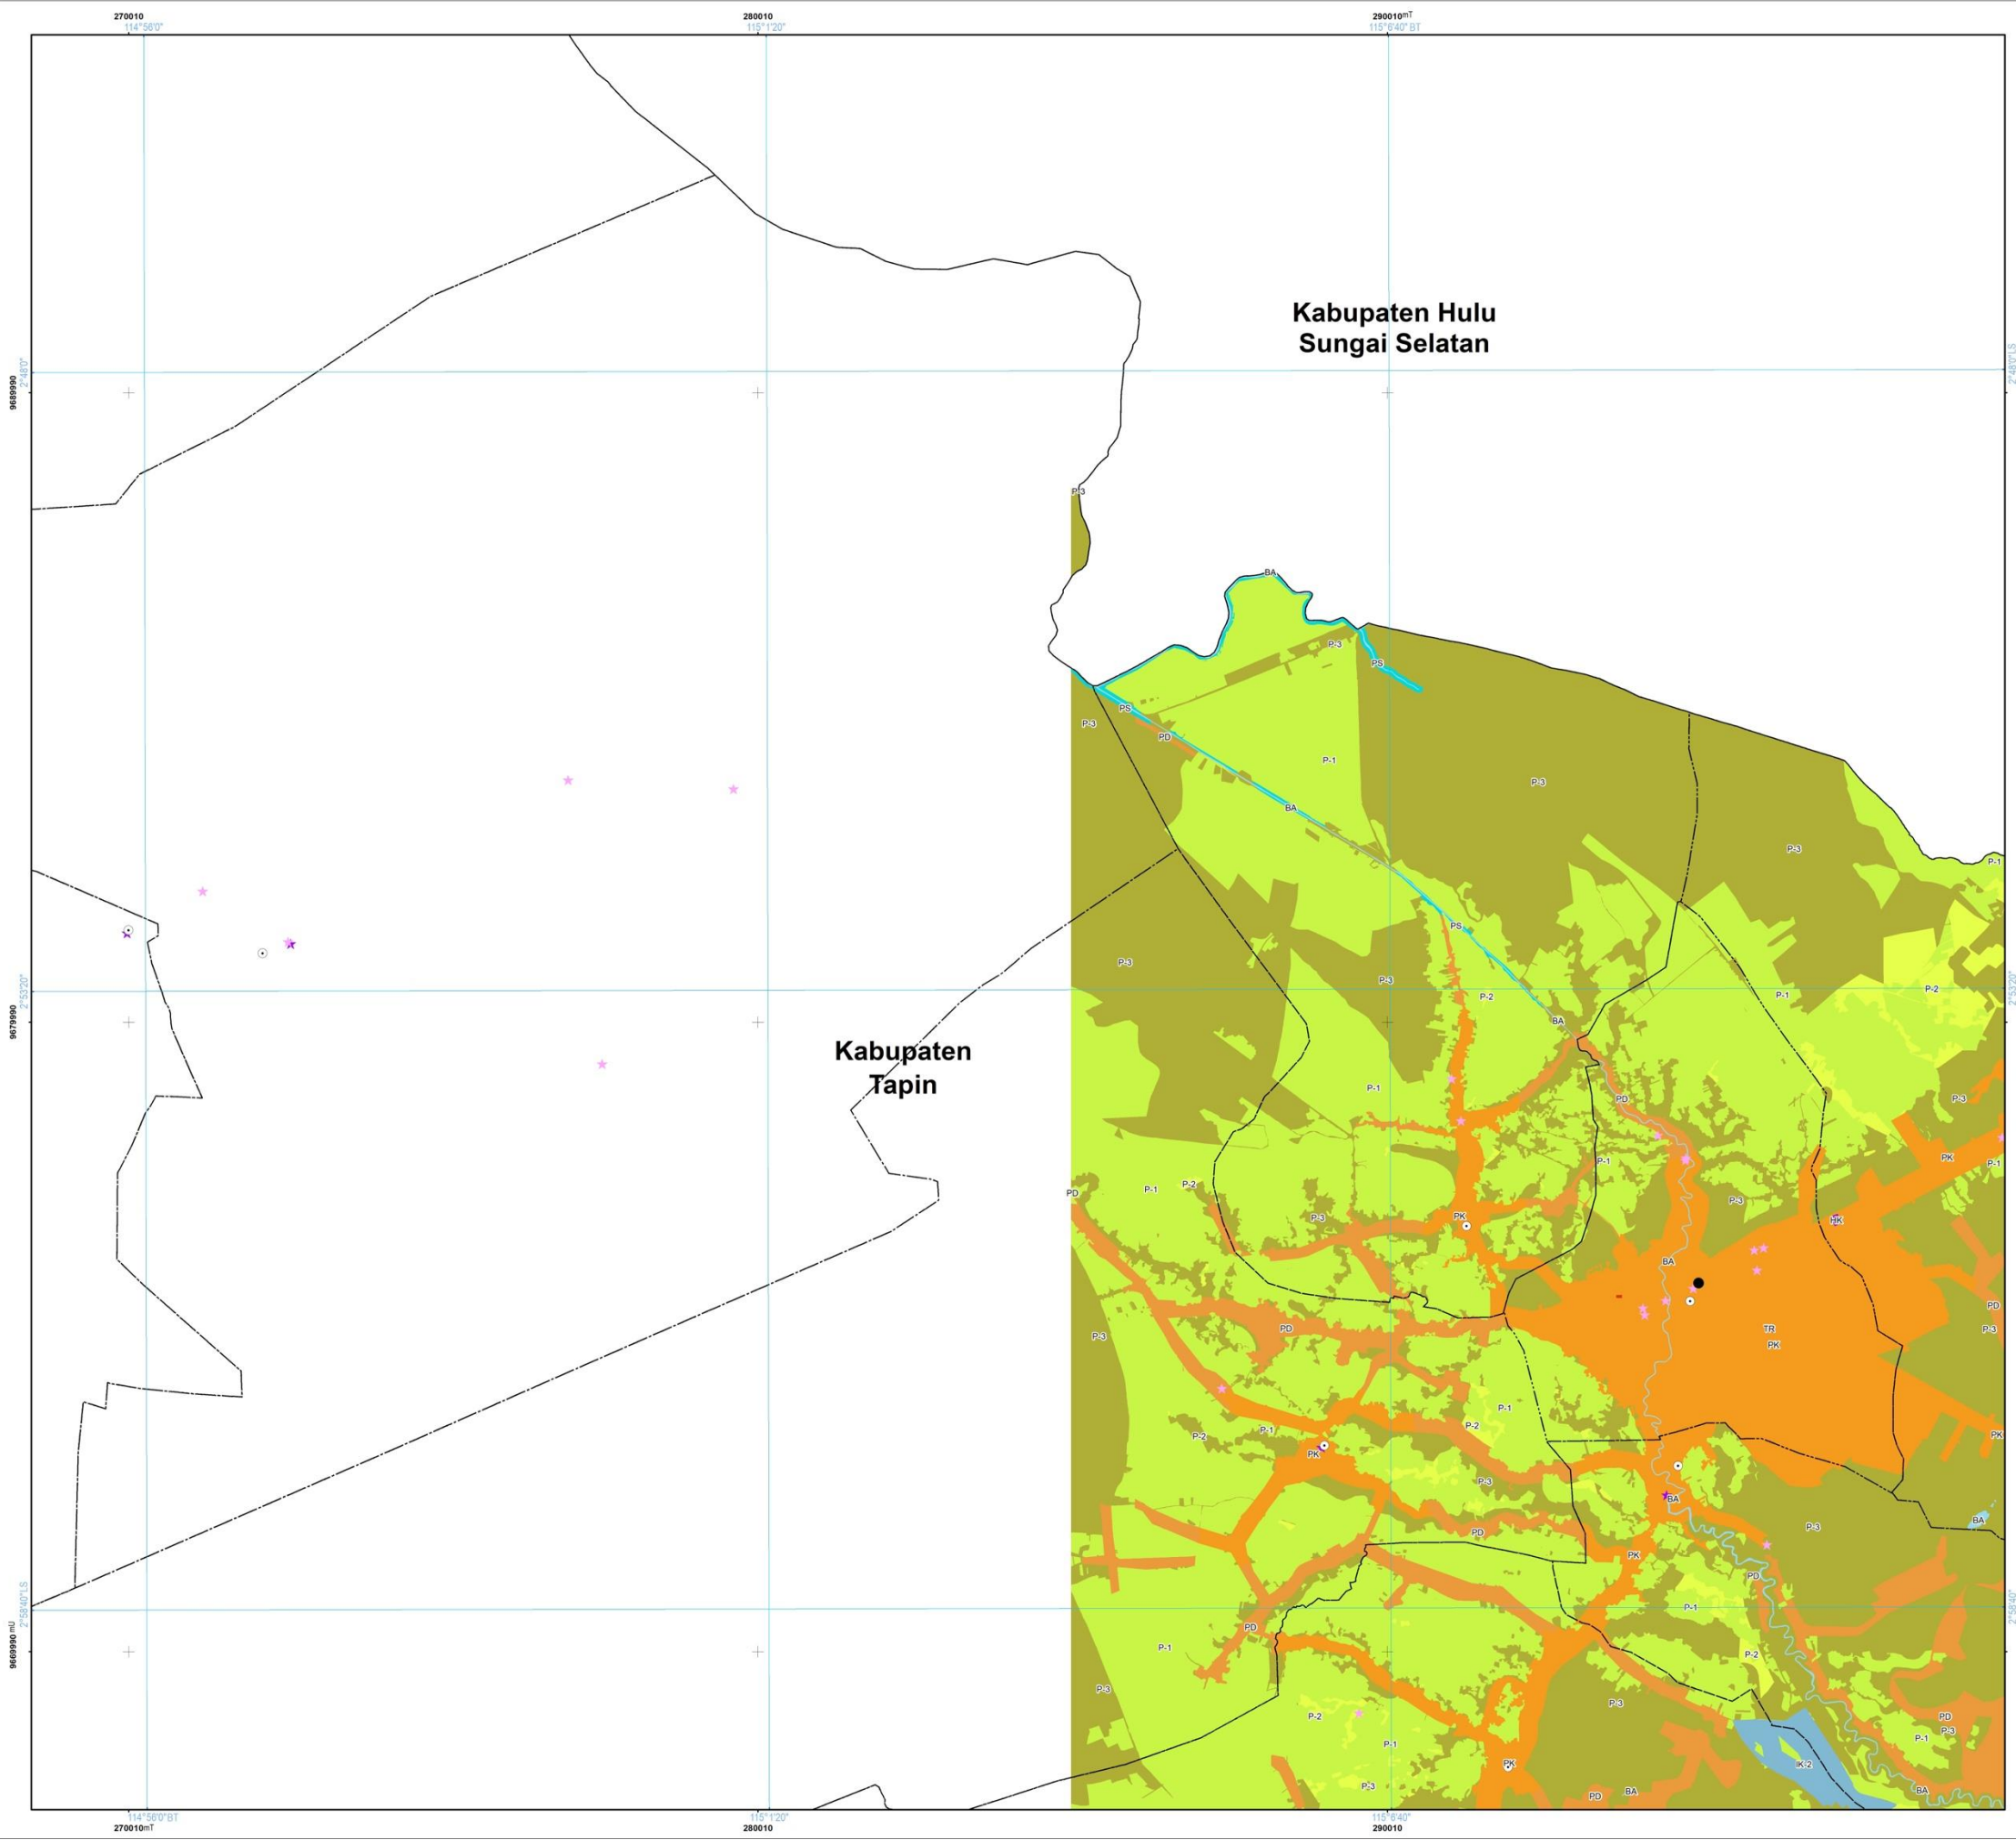 270010
280010
290010mT
114°56'0"
115°1'20"
115°6'40" BT
Kabupaten Hulu
Sungai Selatan
2°48'0"
9689990
2°48'0"LS
P-3
BA
P-3
PS
PS
P-3
PD
P-1
P-3
BA
P-3
P-1
PS
P-3
P-3
P-2
P-1
P-2
2°53'20"
9679990
2°53'20"
BA
Kabupaten
Tapin
P-1
PD
P-3
PK
P-1
P-1
P-2
P-1
PD
P-3
P-3
PK
HK
BA
PD
P-3
PD
P-3
TR
PK
P-1
P-2
P-1
P-2
PK
PK
P-3
BA
BA
P-3
PD
PK
PD
P-1
2°58'40"LS
2°58'40"
PD
9669990 mU
P-1
P-2
P-3
P-3
P-2
PD
P-3
P-1
P-1
PK
IK-2
P-3
PD
BA
BA
114°56'0"BT
115°1'20"
115°6'40"
270010mT
280010
290010